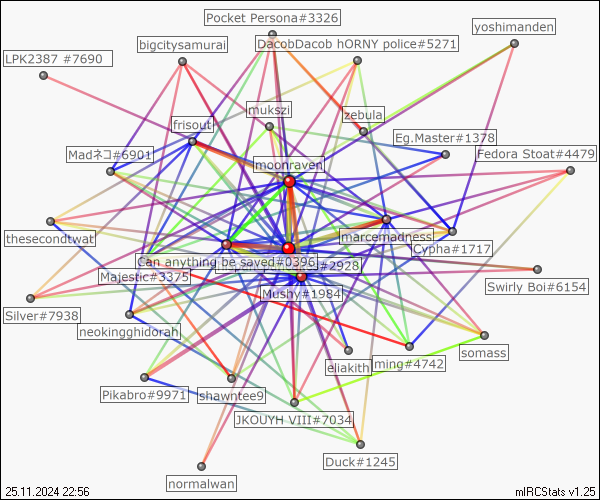 Pocket Persona#3326
yoshimanden
bigcitysamurai
DacobDacob hORNY police#5271
LPK2387 #7690
mukszi
zebula
frisout
Eg.Master#1378
Madネコ#6901
Fedora Stoat#4479
moonraven
thesecondtwat
marcemadness
Cypha#1717
Can anything be saved#0396
#2928
Majestic#3375
Swirly Boi#6154
Mushy#1984
Silver#7938
neokingghidorah
somass
eliakith
ming#4742
Pikabro#9971
shawntee9
JKOUYH VIII#7034
Duck#1245
normalwan
25.11.2024 22:56
mIRCStats v1.25